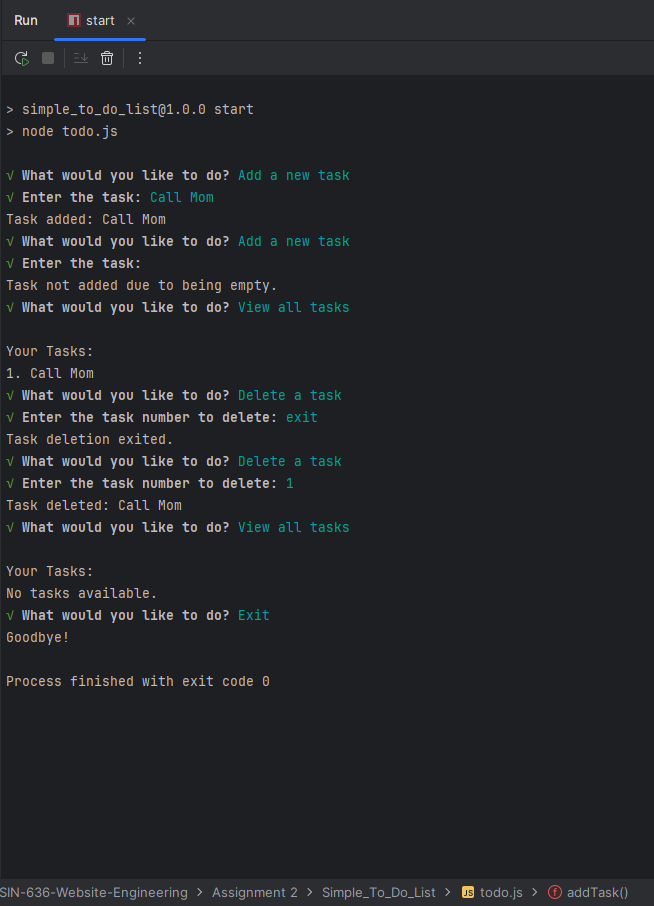 Run start ×
> simple_to_do_list@1.0.0 start
> node todo.js
√ What would you like to do? Add a new task
√ Enter the task: Call Mom
Task added: Call Mom
√ What would you like to do? Add a new task
√ Enter the task:
Task not added due to being empty.
√ What would you like to do? View all tasks
Your Tasks:
1. Call Mom
√ What would you like to do? Delete a task
√ Enter the task number to delete: exit
Task deletion exited.
√ What would you like to do? Delete a task
√ Enter the task number to delete: 1
Task deleted: Call Mom
√ What would you like to do? View all tasks
Your Tasks:
No tasks available.
√ What would you like to do? Exit
Goodbye!
Process finished with exit code 0
SIN-636-Website-Engineering > Assignment 2 > Simple_To_Do_List > JS todo.js > f addTask()